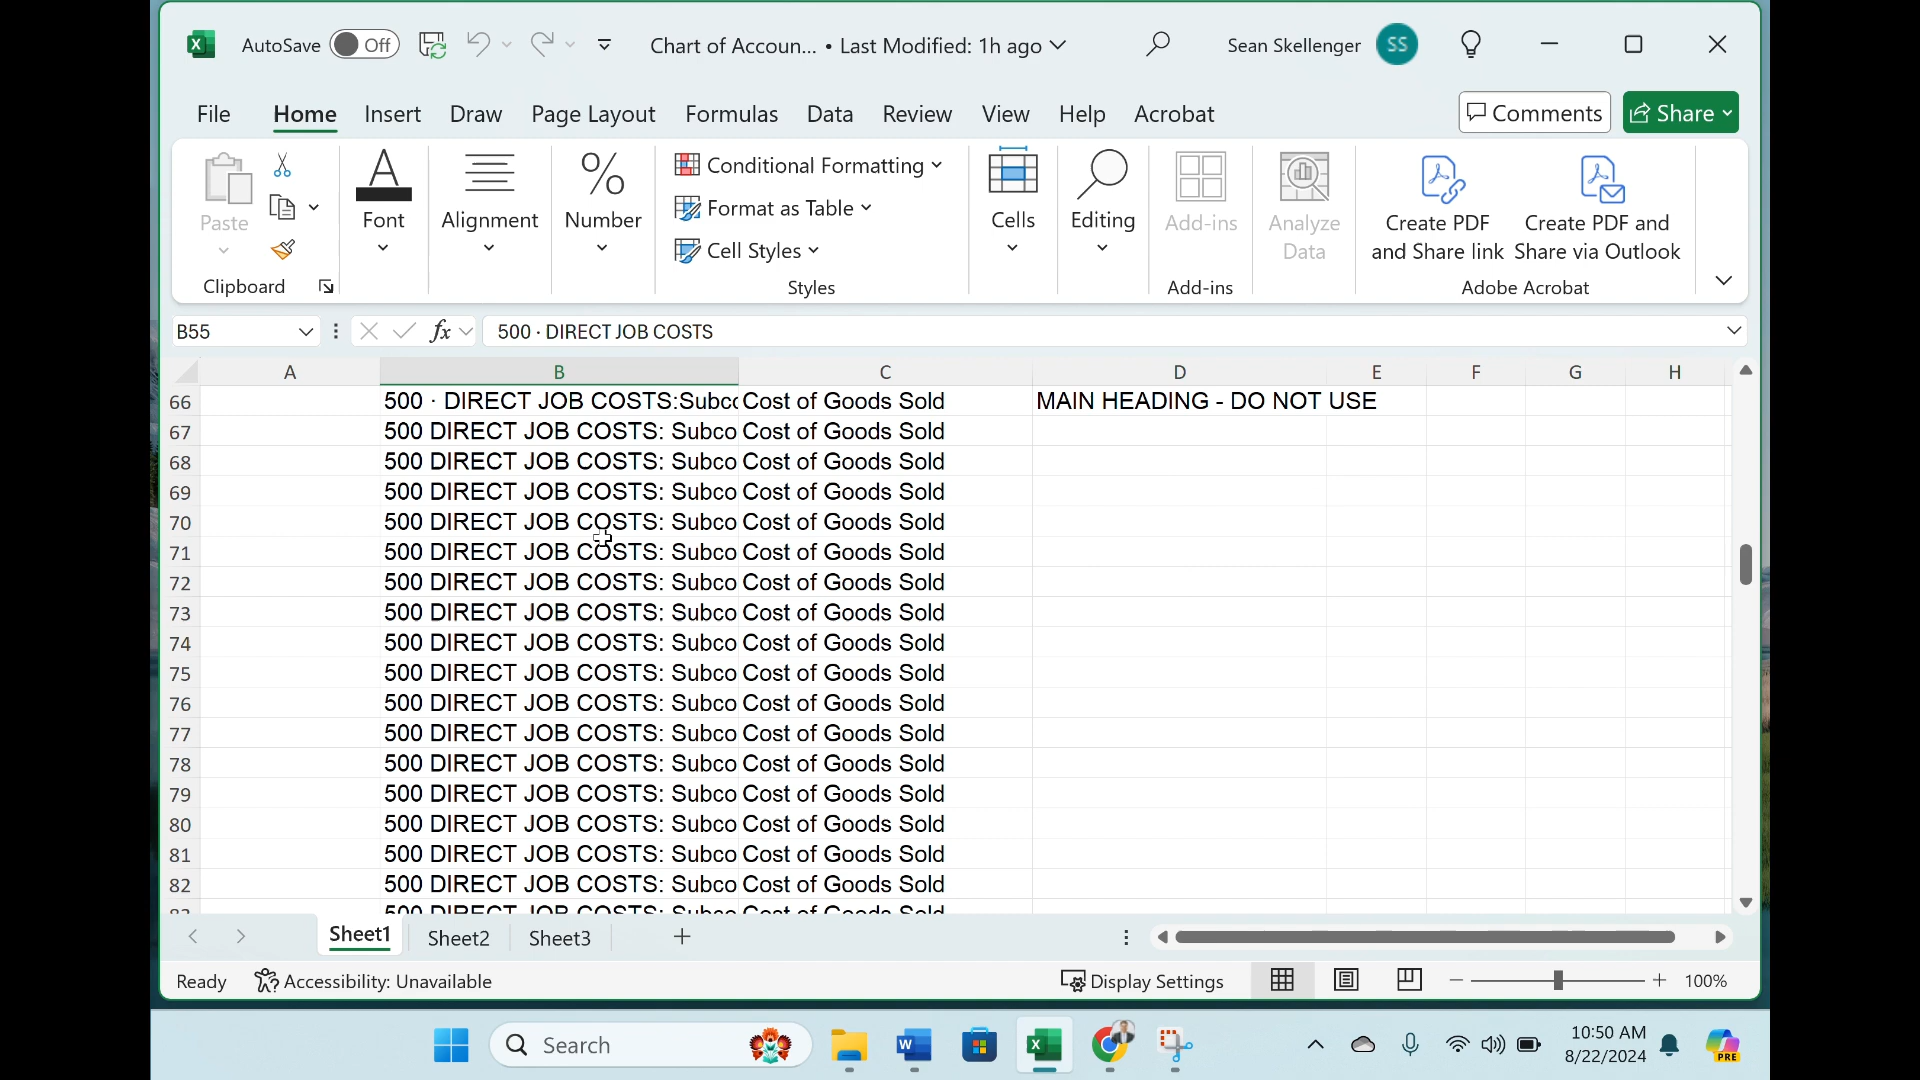 AutoSave Off Chart of Accoun... • Last Modified: 1h ago Sean Skellenger SS
File Home Insert Draw Page Layout Formulas Data Review View Help Acrobat Comments Share
Paste Font Alignment Number Conditional Formatting Format as Table Cell Styles Cells Editing Add-ins Analyze Data Create PDF and Share link Create PDF and Share via Outlook
Clipboard Styles Add-ins Adobe Acrobat
B55 fx 500 · DIRECT JOB COSTS
A B C D E F G H
66 500 · DIRECT JOB COSTS:Subco Cost of Goods Sold MAIN HEADING - DO NOT USE
67 500 DIRECT JOB COSTS: Subco Cost of Goods Sold
68 500 DIRECT JOB COSTS: Subco Cost of Goods Sold
69 500 DIRECT JOB COSTS: Subco Cost of Goods Sold
70 500 DIRECT JOB COSTS: Subco Cost of Goods Sold
71 500 DIRECT JOB COSTS: Subco Cost of Goods Sold
72 500 DIRECT JOB COSTS: Subco Cost of Goods Sold
73 500 DIRECT JOB COSTS: Subco Cost of Goods Sold
74 500 DIRECT JOB COSTS: Subco Cost of Goods Sold
75 500 DIRECT JOB COSTS: Subco Cost of Goods Sold
76 500 DIRECT JOB COSTS: Subco Cost of Goods Sold
77 500 DIRECT JOB COSTS: Subco Cost of Goods Sold
78 500 DIRECT JOB COSTS: Subco Cost of Goods Sold
79 500 DIRECT JOB COSTS: Subco Cost of Goods Sold
80 500 DIRECT JOB COSTS: Subco Cost of Goods Sold
81 500 DIRECT JOB COSTS: Subco Cost of Goods Sold
82 500 DIRECT JOB COSTS: Subco Cost of Goods Sold
83 500 DIRECT JOB COSTS: Subco Cost of Goods Sold
Sheet1 Sheet2 Sheet3
Ready Accessibility: Unavailable Display Settings 100%
Search 10:50 AM
8/22/2024 PRE